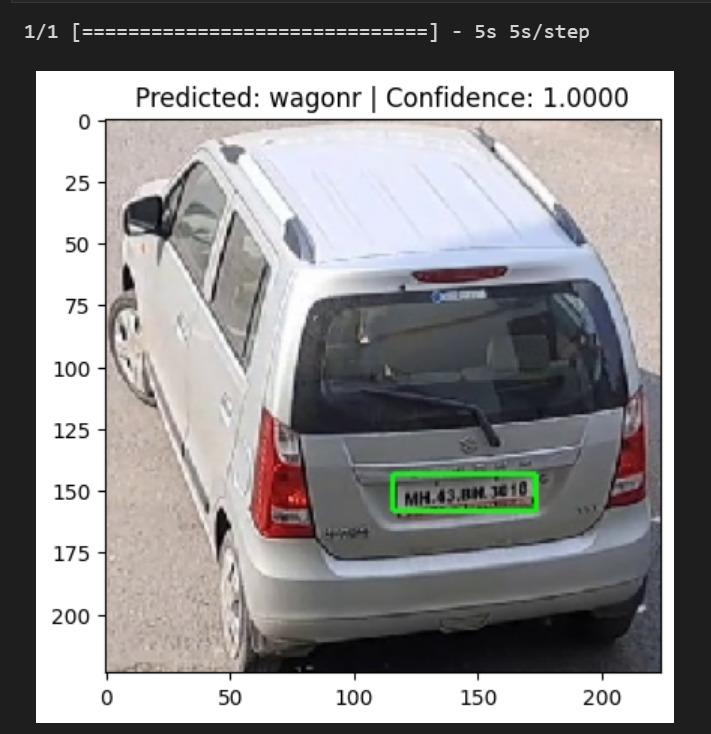 1/1 [==============================] - 5s 5s/step
Predicted: wagonr | Confidence: 1.0000
0
25
50
75
100
125
150
175
200
MH.43.BN.3610
0 50 100 150 200